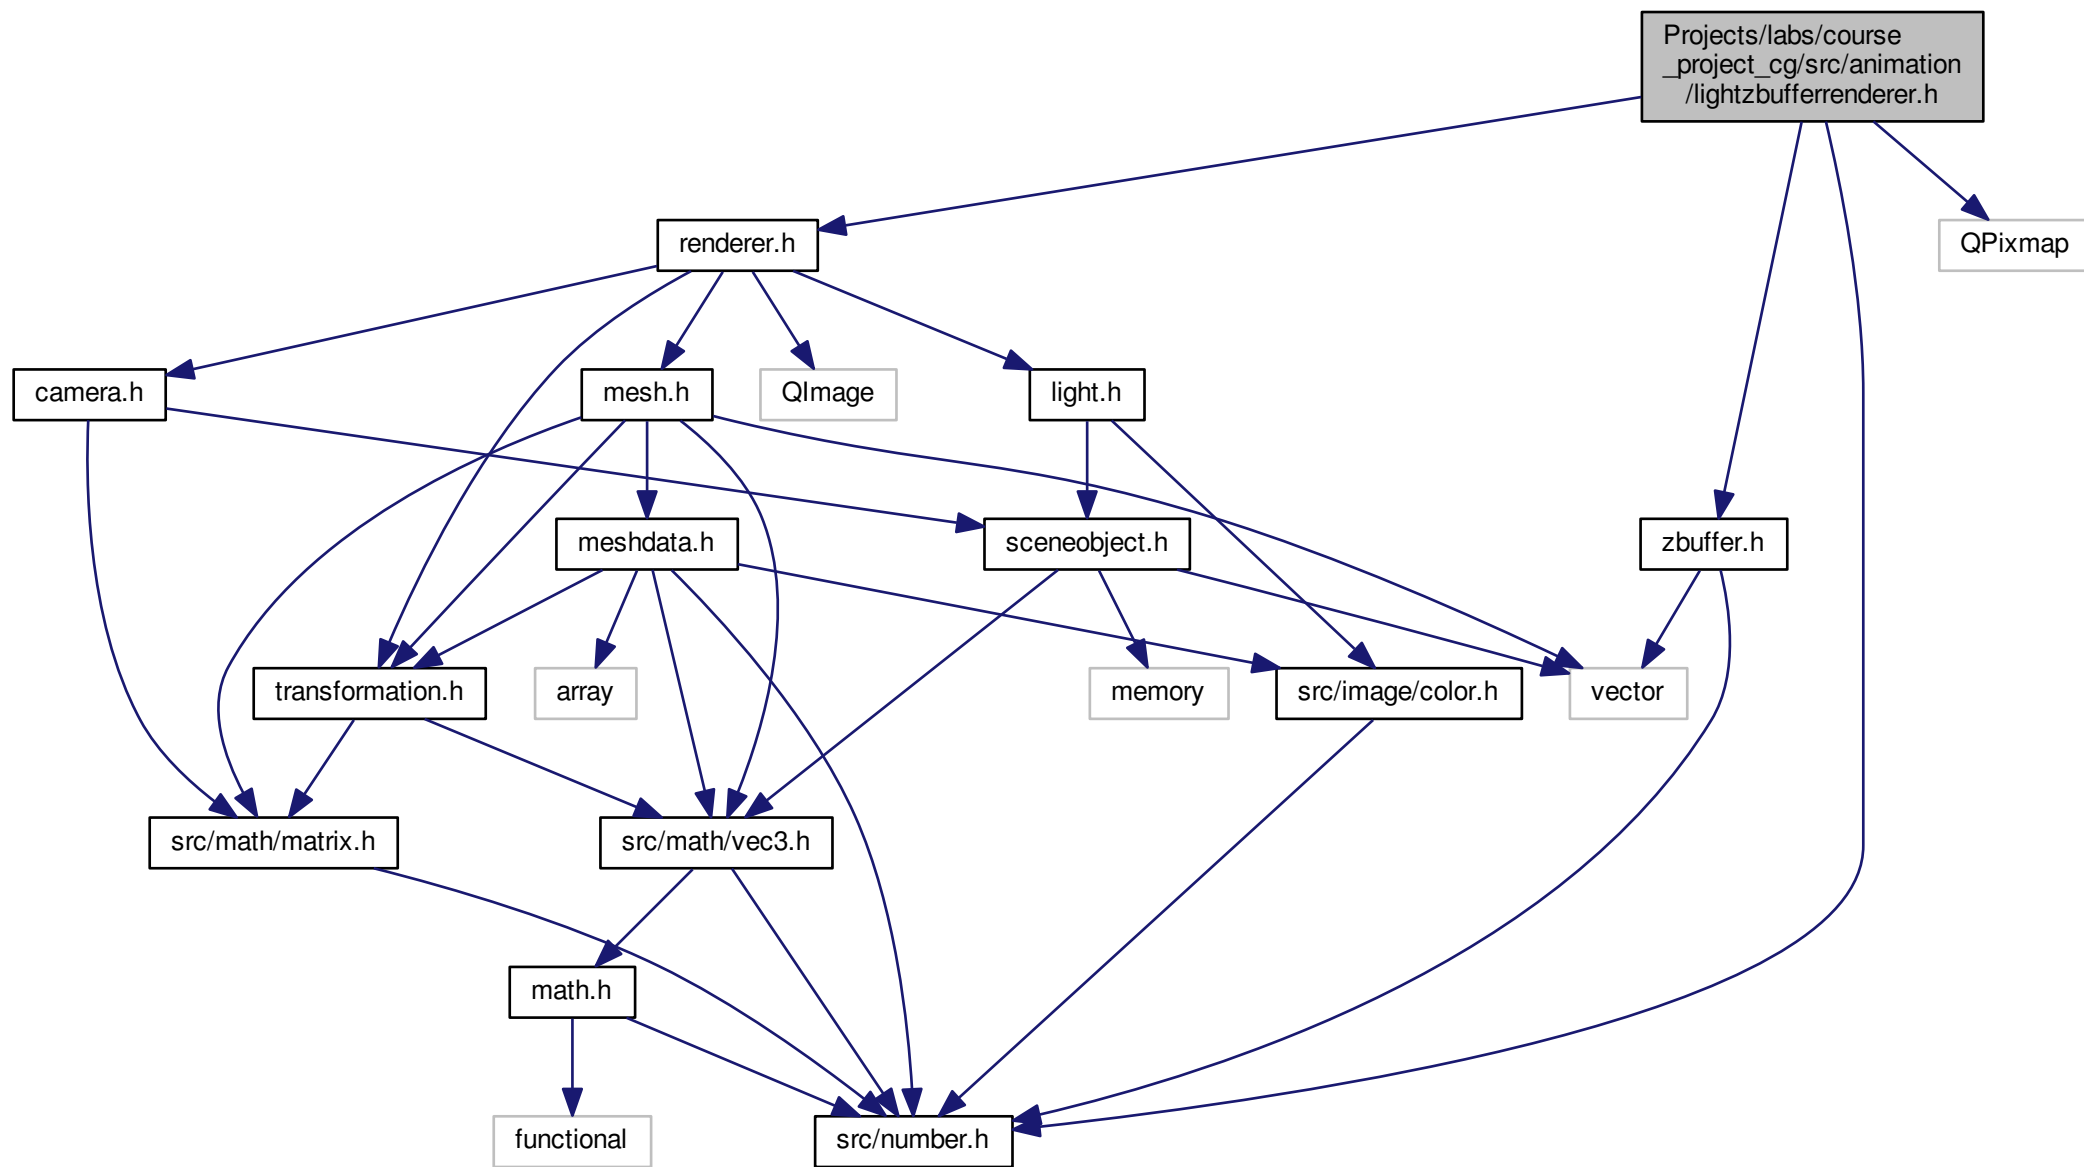 Projects/labs/course
_project_cg/src/animation
/lightzbufferrenderer.h
renderer.h
QPixmap
camera.h
mesh.h
QImage
light.h
meshdata.h
sceneobject.h
zbuffer.h
transformation.h
array
memory
src/image/color.h
vector
src/math/matrix.h
src/math/vec3.h
math.h
functional
src/number.h